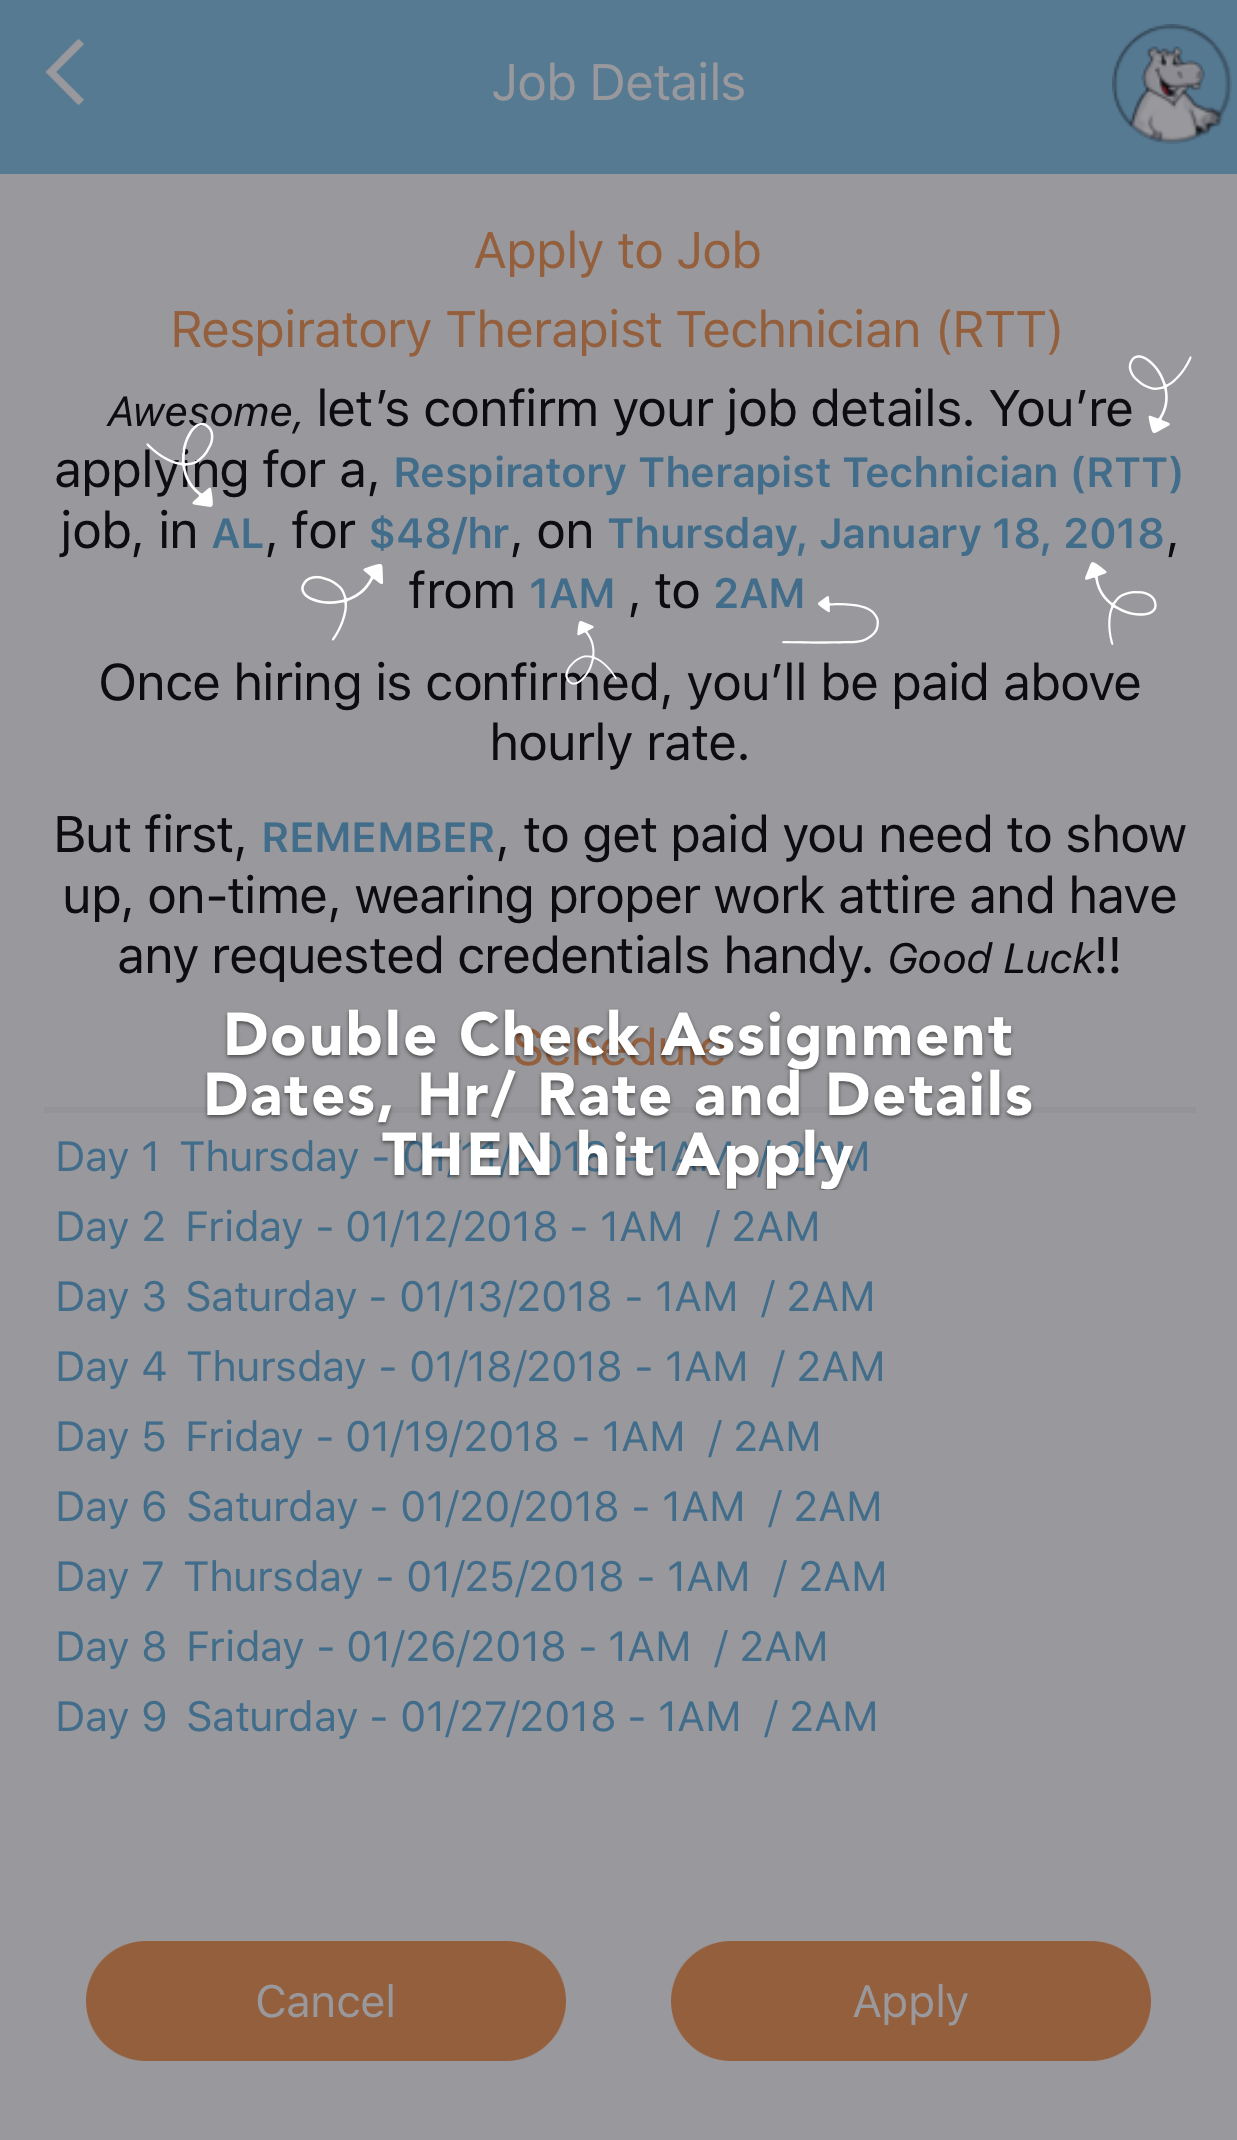 Job Details
Apply to Job
Respiratory Therapist Technician (RTT)
Awesome, let's confirm your job details. You're
applying for a, Respiratory Therapist Technician (RTT)
job, in AL, for $48/hr, on Thursday, January 18, 2018,
from 1AM , to 2AM
Once hiring is confirmed, you'll be paid above
hourly rate.
But first, REMEMBER, to get paid you need to show
up, on-time, wearing proper work attire and have
any requested credentials handy. Good Luck!!
Schedule
Double Check Assignment
Dates, Hr/ Rate and Details
THEN hit Apply
Day 1 Thursday - 01/11/2018 - 1AM / 2AM
Day 2 Friday - 01/12/2018 - 1AM / 2AM
Day 3 Saturday - 01/13/2018 - 1AM / 2AM
Day 4 Thursday - 01/18/2018 - 1AM / 2AM
Day 5 Friday - 01/19/2018 - 1AM / 2AM
Day 6 Saturday - 01/20/2018 - 1AM / 2AM
Day 7 Thursday - 01/25/2018 - 1AM / 2AM
Day 8 Friday - 01/26/2018 - 1AM / 2AM
Day 9 Saturday - 01/27/2018 - 1AM / 2AM
Cancel
Apply